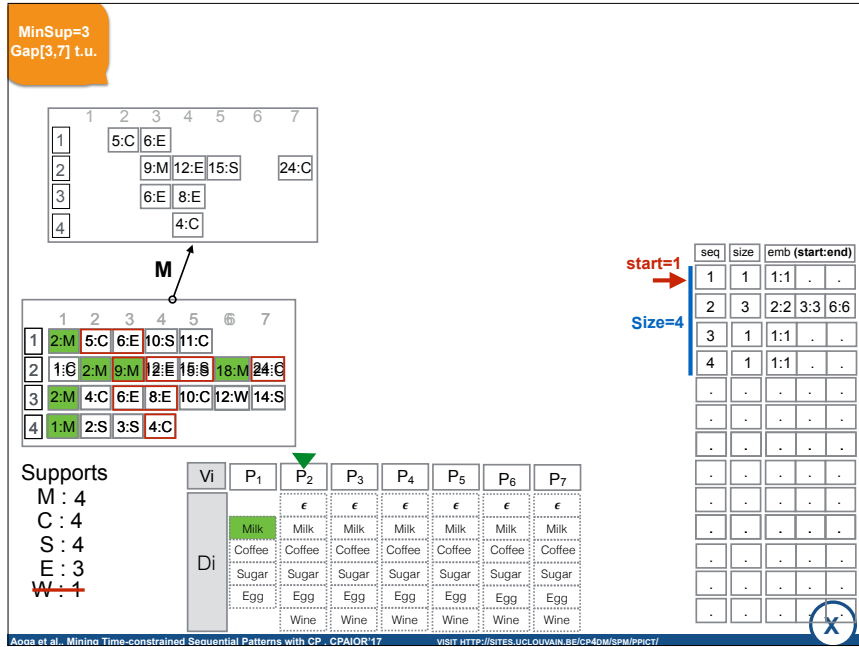 MinSup=3
Gap[3,7] t.u.
1 2 3 4 5 6 7
1 5:C 6:E
2 9:M 12:E 15:S 24:C
3 6:E 8:E
4 4:C
M
1 2 3 4 5 6 7
1 2:M 5:C 6:E 10:S 11:C
2 1:C 2:M 9:M 12:E 15:S 18:M 24:C
3 2:M 4:C 6:E 8:E 10:C 12:W 14:S
4 1:M 2:S 3:S 4:C
start=1
Size=4
seq size emb (start:end)
1 1 1:1 . .
2 3 2:2 3:3 6:6
3 1 1:1 . .
4 1 1:1 . .
. . . . .
. . . . .
. . . . .
. . . . .
. . . . .
. . . . .
. . . . .
. . . . .
. . . . .
Supports
M : 4
C : 4
S : 4
E : 3
W : 1
Vi P1 P2 P3 P4 P5 P6 P7
Di
ϵ ϵ ϵ ϵ ϵ ϵ
Milk Milk Milk Milk Milk Milk Milk
Coffee Coffee Coffee Coffee Coffee Coffee Coffee
Sugar Sugar Sugar Sugar Sugar Sugar Sugar
Egg Egg Egg Egg Egg Egg Egg
Wine Wine Wine Wine Wine Wine
X
Aoga et al., Mining Time-constrained Sequential Patterns with CP . CPAIOR'17
VISIT HTTP://SITES.UCLOUVAIN.BE/CP4DM/SPM/PPICT/